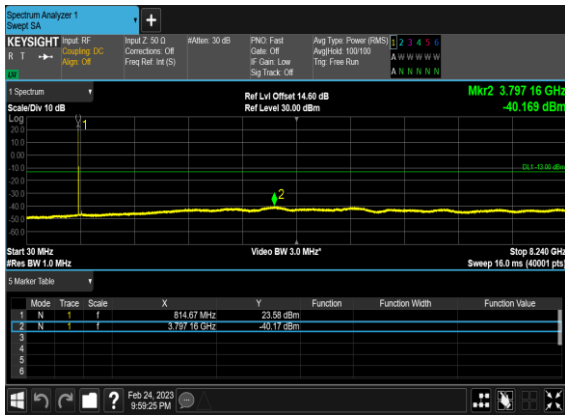 Spectrum Analyzer 1
Swept SA
KEYSIGHT
R T
Input: RF
Coupling: DC
Align: Off
Input Z: 50 Ω
Corrections: Off
Freq Ref: Int (S)
#Atten: 30 dB
PNO: Fast
Gate: Off
IF Gain: Low
Sig Track: Off
Avg Type: Power (RMS)
Avg|Hold: 100/100
Trig: Free Run
1 2 3 4 5 6
A W W W W W
A N N N N N
1 Spectrum
Scale/Div 10 dB
Ref Lvl Offset 14.60 dB
Ref Level 30.00 dBm
Mkr2 3.797 16 GHz
-40.169 dBm
Log
20.0
10.0
0.00
-10.0
-20.0
-30.0
-40.0
-50.0
-60.0
1
2
DL1 -13.00 dBm
Start 30 MHz
#Res BW 1.0 MHz
Video BW 3.0 MHz*
Stop 8.240 GHz
Sweep 16.0 ms (40001 pts)
5 Marker Table
Mode Trace Scale X Y Function Function Width Function Value
1 N 1 f 814.67 MHz 23.58 dBm
2 N 1 f 3.797 16 GHz -40.17 dBm
3
4
5
6
?
Feb 24, 2023
9:59:25 PM